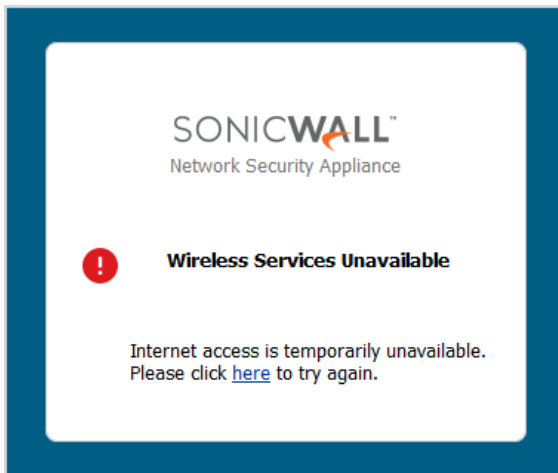 SONICWALL™
Network Security Appliance
Wireless Services Unavailable
Internet access is temporarily unavailable.
Please click here to try again.